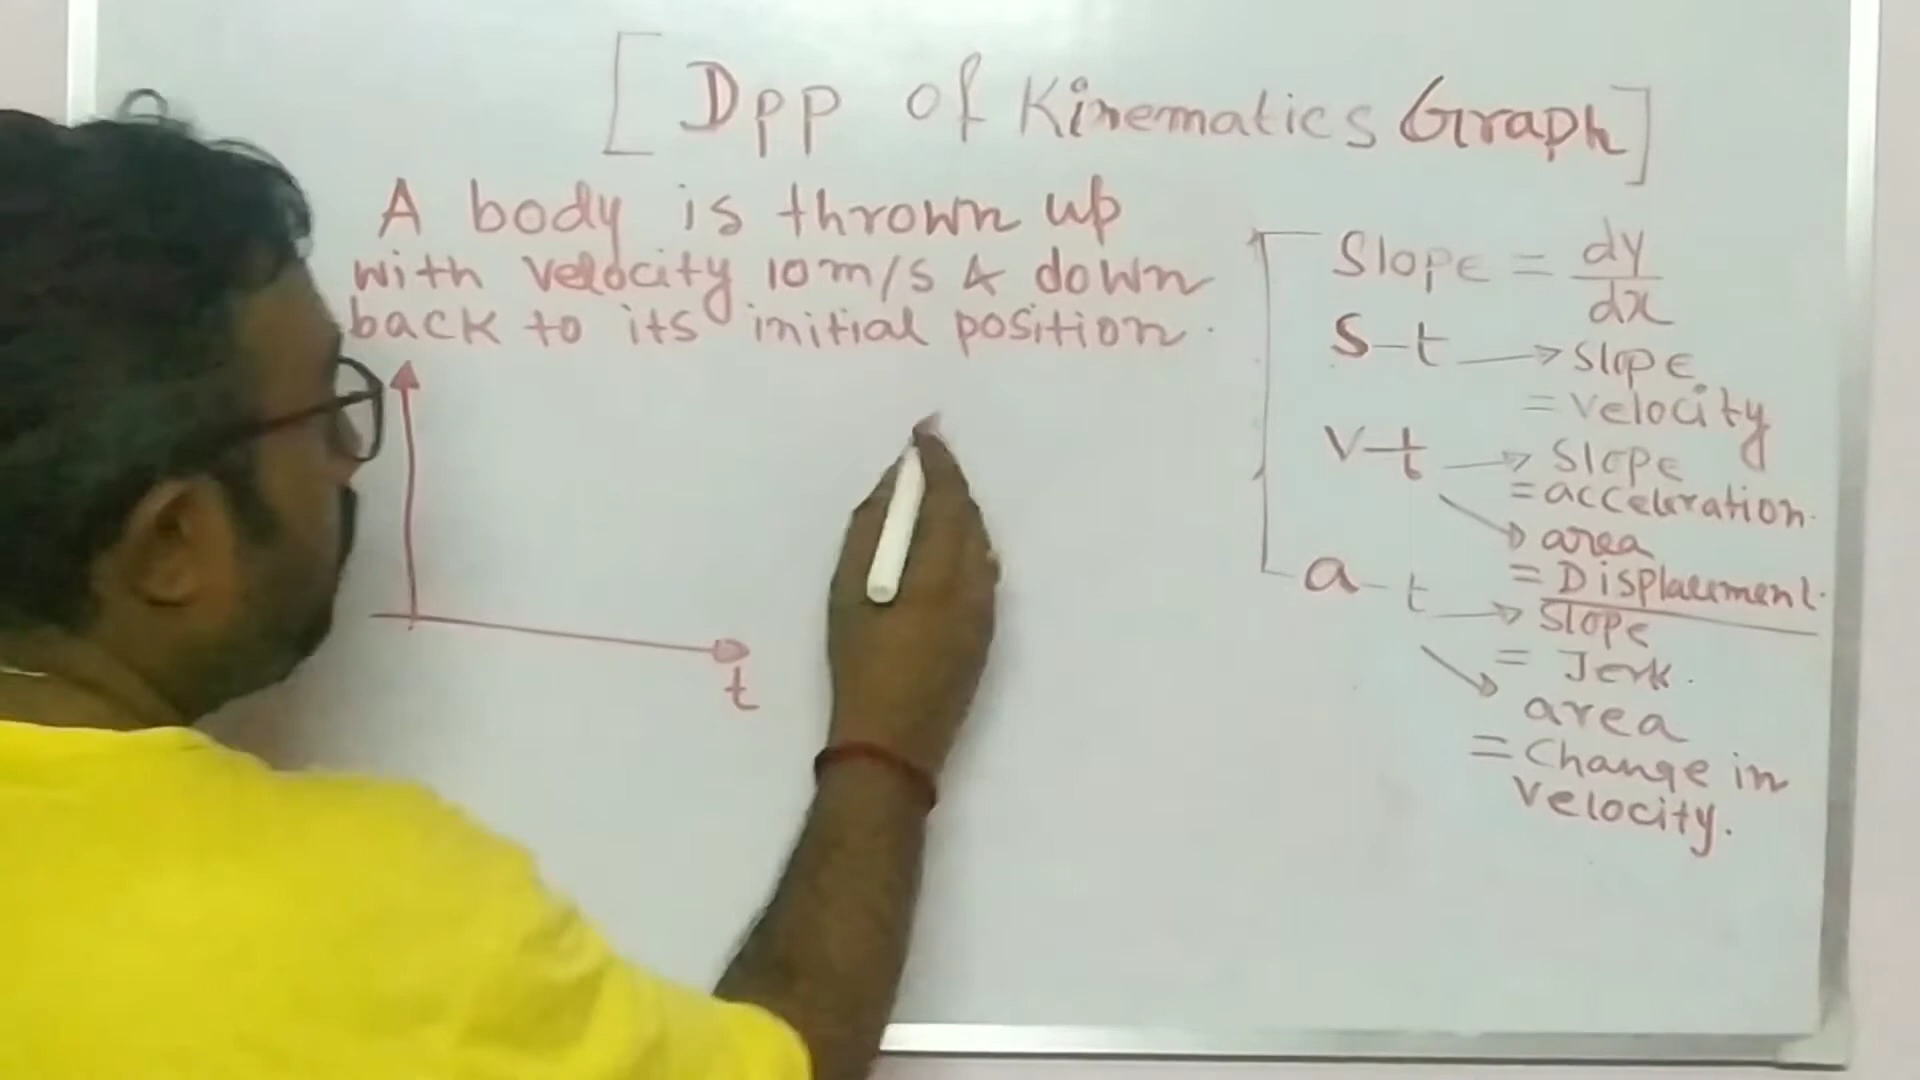 [ Dpp of Kinematics Graph ]
A body is thrown up
with velocity 10 m/s & down
back to its initial position.
t
Slope = dy/dx
S-t → slope
= velocity
v-t → Slope
= acceleration.
→ area
= Displacement.
a-t → slope
= Jerk.
→ area
= Change in
velocity.